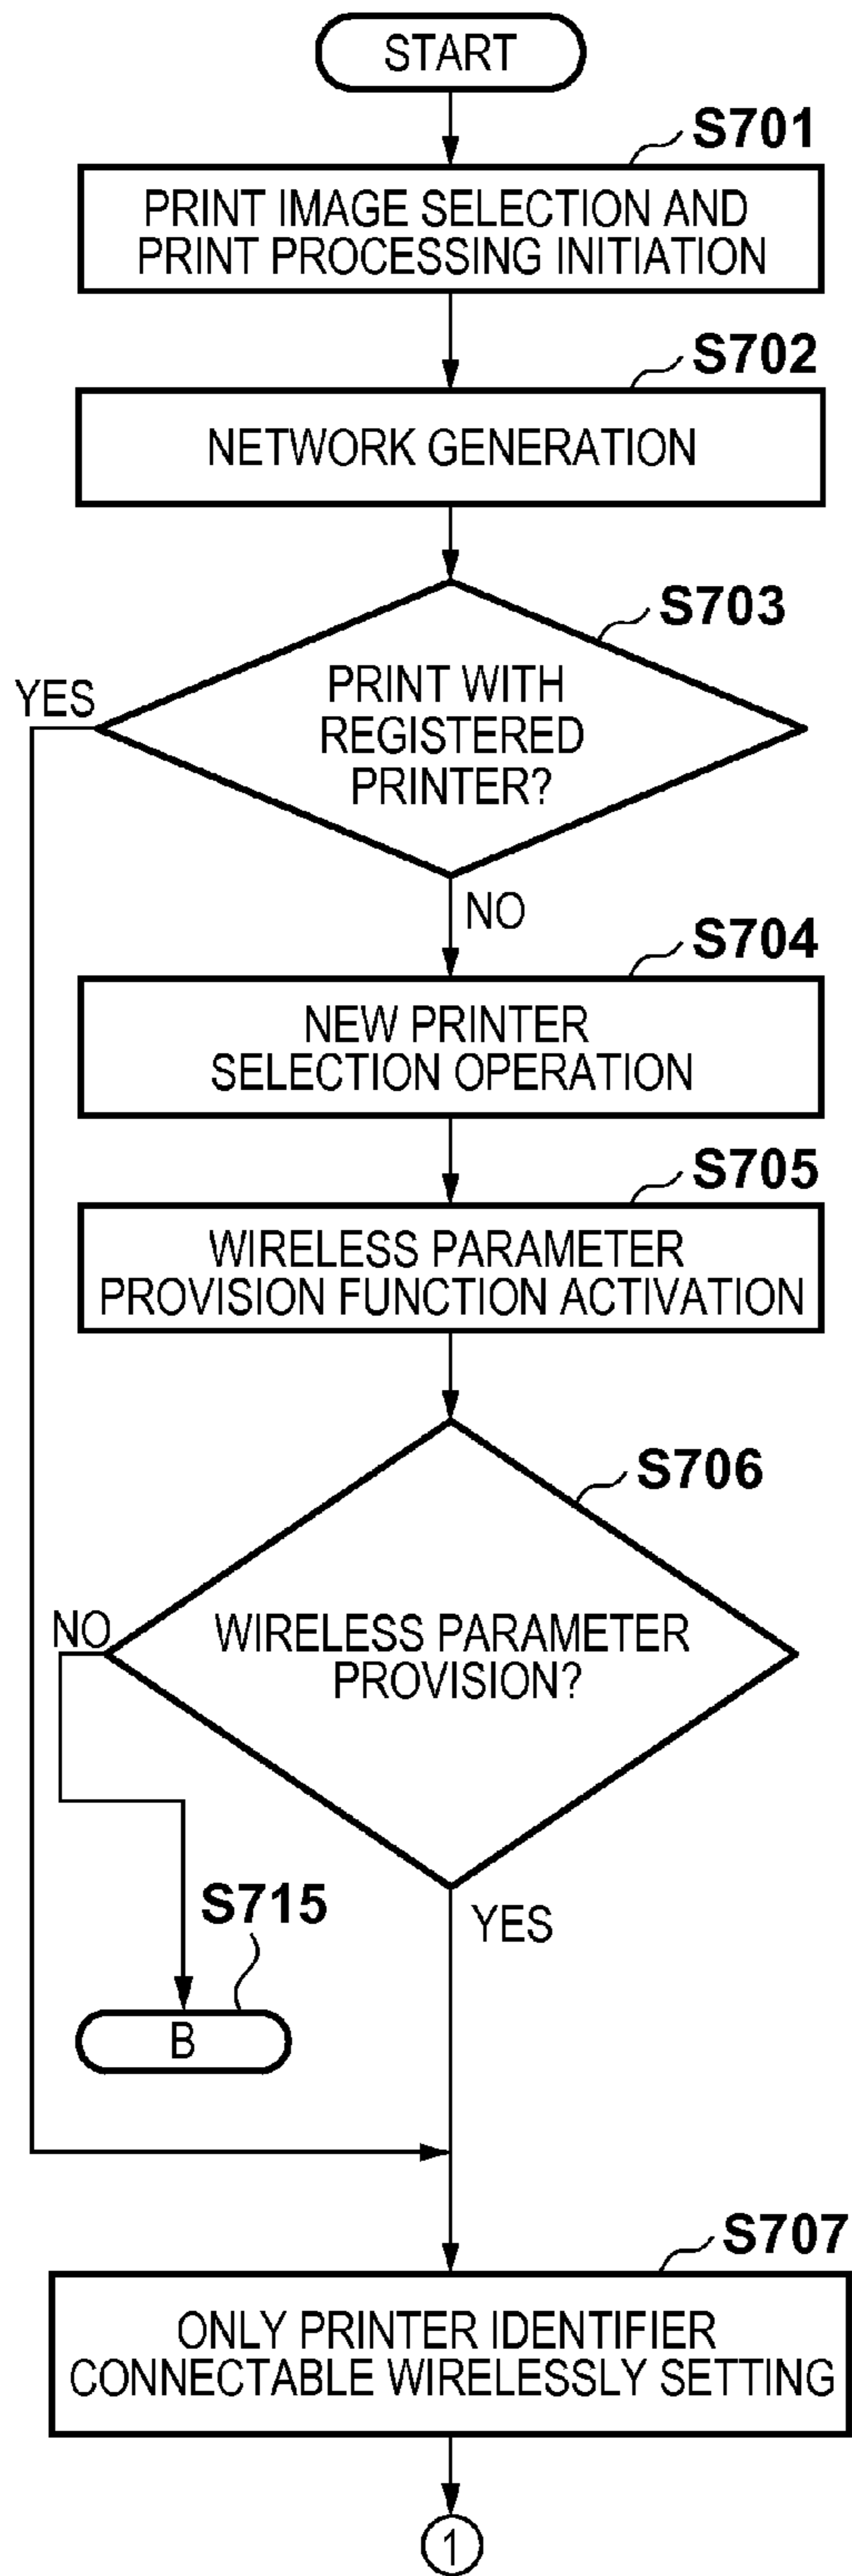 START
S701
PRINT IMAGE SELECTION AND
PRINT PROCESSING INITIATION
S702
NETWORK GENERATION
S703
PRINT WITH
REGISTERED
PRINTER?
YES
NO
S704
NEW PRINTER
SELECTION OPERATION
S705
WIRELESS PARAMETER
PROVISION FUNCTION ACTIVATION
S706
WIRELESS PARAMETER
PROVISION?
NO
YES
S715
B
S707
ONLY PRINTER IDENTIFIER
CONNECTABLE WIRELESSLY SETTING
1